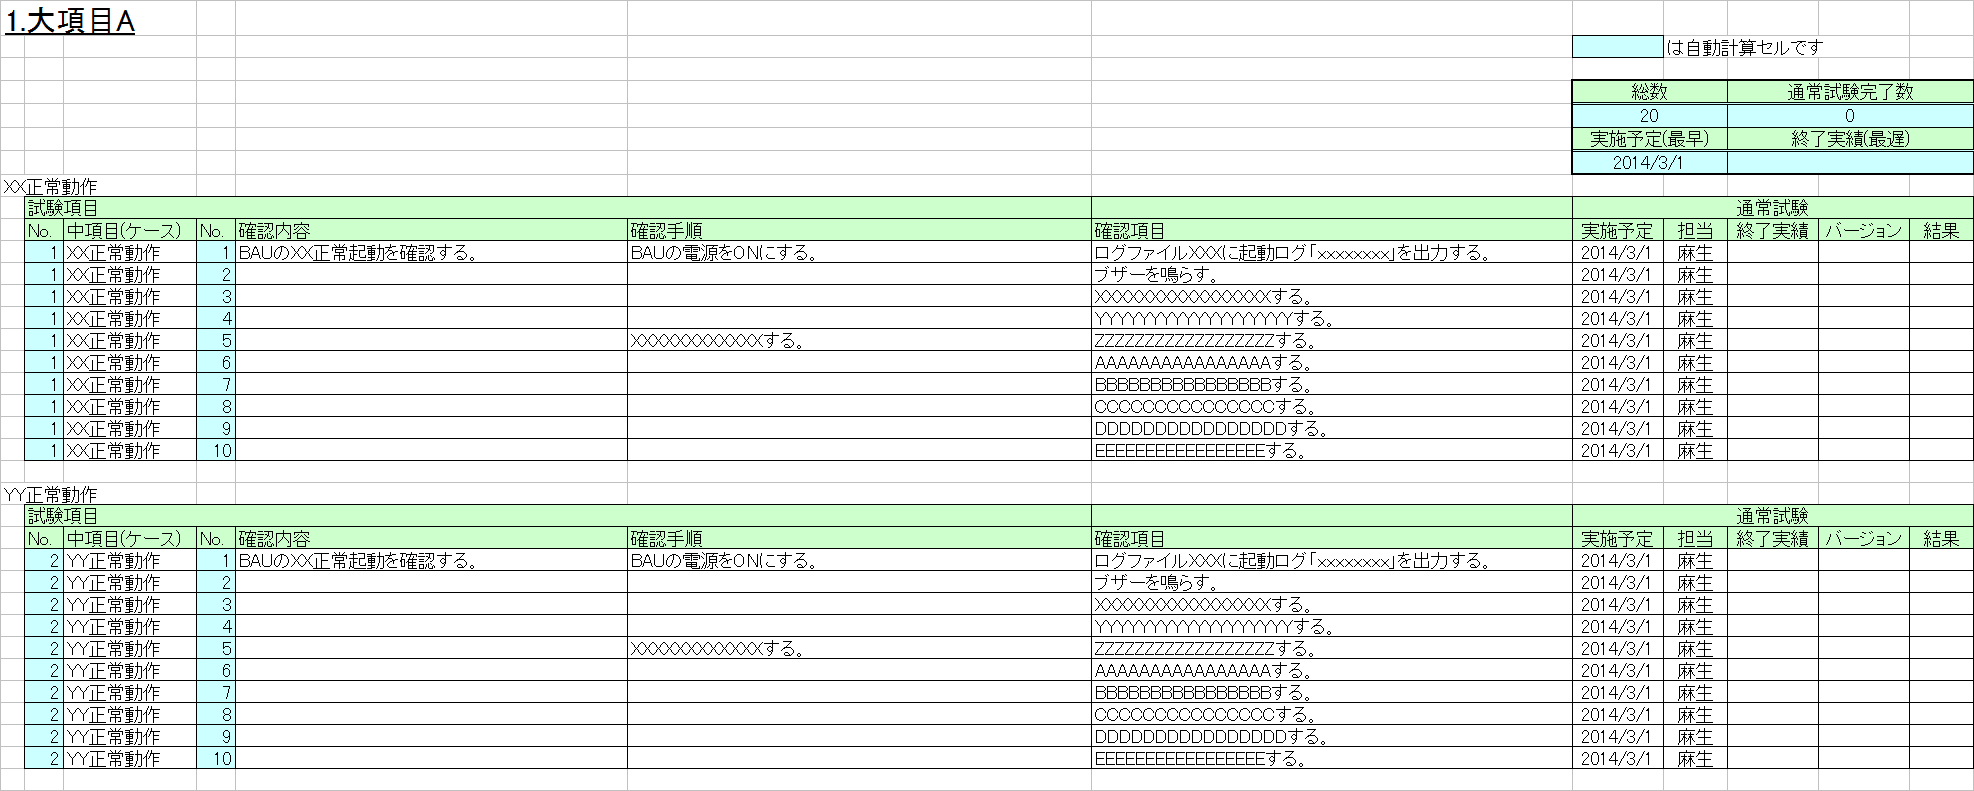 1.大項目A
は自動計算セルです
総数 通常試験完了数
20 0
実施予定(最早) 終了実績(最遅)
2014/3/1
XX正常動作
試験項目 通常試験
No. 中項目(ケース) No. 確認内容 確認手順 確認項目 実施予定 担当 終了実績 バージョン 結果
1 XX正常動作 1 BAUのXX正常起動を確認する。 BAUの電源をONにする。 ログファイルXXXに起動ログ「xxxxxxxx」を出力する。 2014/3/1 麻生
1 XX正常動作 2 ブザーを鳴らす。 2014/3/1 麻生
1 XX正常動作 3 XXXXXXXXXXXXXXXXXする。 2014/3/1 麻生
1 XX正常動作 4 YYYYYYYYYYYYYYYYYYする。 2014/3/1 麻生
1 XX正常動作 5 XXXXXXXXXXXXXする。 ZZZZZZZZZZZZZZZZZZする。 2014/3/1 麻生
1 XX正常動作 6 AAAAAAAAAAAAAAAAする。 2014/3/1 麻生
1 XX正常動作 7 BBBBBBBBBBBBBBBBする。 2014/3/1 麻生
1 XX正常動作 8 CCCCCCCCCCCCCCCする。 2014/3/1 麻生
1 XX正常動作 9 DDDDDDDDDDDDDDDDする。 2014/3/1 麻生
1 XX正常動作 10 EEEEEEEEEEEEEEEEEする。 2014/3/1 麻生
YY正常動作
試験項目 通常試験
No. 中項目(ケース) No. 確認内容 確認手順 確認項目 実施予定 担当 終了実績 バージョン 結果
2 YY正常動作 1 BAUのXX正常起動を確認する。 BAUの電源をONにする。 ログファイルXXXに起動ログ「xxxxxxxx」を出力する。 2014/3/1 麻生
2 YY正常動作 2 ブザーを鳴らす。 2014/3/1 麻生
2 YY正常動作 3 XXXXXXXXXXXXXXXXXする。 2014/3/1 麻生
2 YY正常動作 4 YYYYYYYYYYYYYYYYYYする。 2014/3/1 麻生
2 YY正常動作 5 XXXXXXXXXXXXXする。 ZZZZZZZZZZZZZZZZZZする。 2014/3/1 麻生
2 YY正常動作 6 AAAAAAAAAAAAAAAAする。 2014/3/1 麻生
2 YY正常動作 7 BBBBBBBBBBBBBBBBする。 2014/3/1 麻生
2 YY正常動作 8 CCCCCCCCCCCCCCCする。 2014/3/1 麻生
2 YY正常動作 9 DDDDDDDDDDDDDDDDする。 2014/3/1 麻生
2 YY正常動作 10 EEEEEEEEEEEEEEEEEする。 2014/3/1 麻生